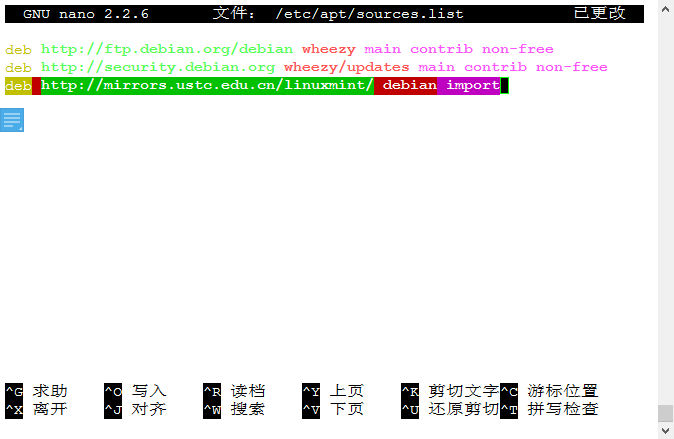 GNU nano 2.2.6 文件: /etc/apt/sources.list 已更改
deb http://ftp.debian.org/debian wheezy main contrib non-free
deb http://security.debian.org wheezy/updates main contrib non-free
deb http://mirrors.ustc.edu.cn/linuxmint/ debian import
^G 求助 ^O 写入 ^R 读档 ^Y 上页 ^K 剪切文字 ^C 游标位置
^X 离开 ^J 对齐 ^W 搜索 ^V 下页 ^U 还原剪切 ^T 拼写检查